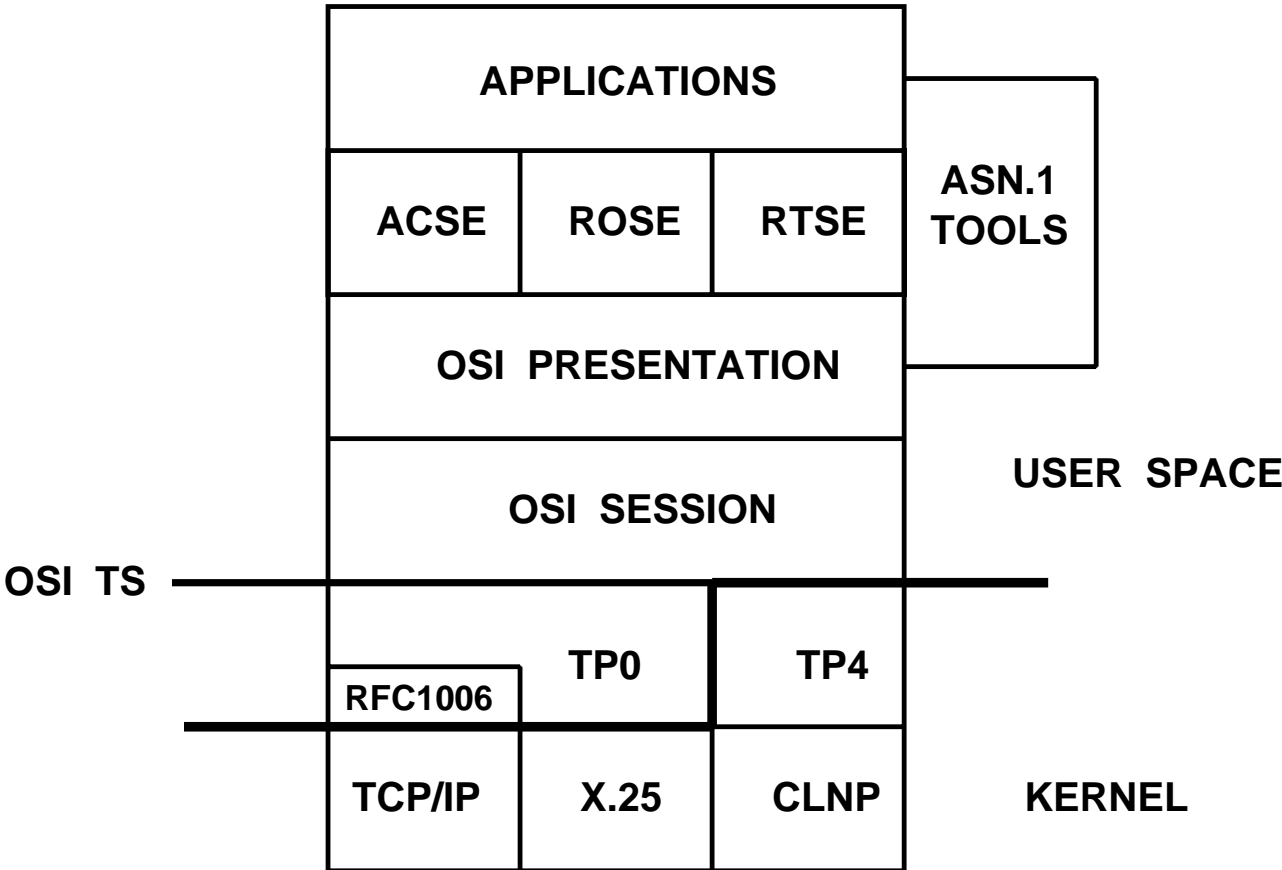 APPLICATIONS
ASN.1
TOOLS
ACSE ROSE RTSE
OSI PRESENTATION
USER SPACE
OSI SESSION
OSI TS
TP0 TP4
RFC1006
TCP/IP X.25 CLNP KERNEL